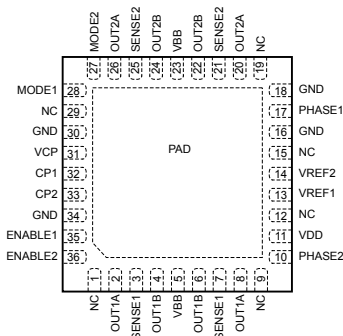 MODE2
OUT2A
SENSE2
OUT2B
VBB
OUT2B
SENSE2
OUT2A
NC
27
26
25
24
23
22
21
20
19
MODE1 28
NC 29
GND 30
VCP 31
CP1 32
CP2 33
GND 34
ENABLE1 35
ENABLE2 36
PAD
18 GND
17 PHASE1
16 GND
15 NC
14 VREF2
13 VREF1
12 NC
11 VDD
10 PHASE2
1
2
3
4
5
6
7
8
9
NC
OUT1A
SENSE1
OUT1B
VBB
OUT1B
SENSE1
OUT1A
NC